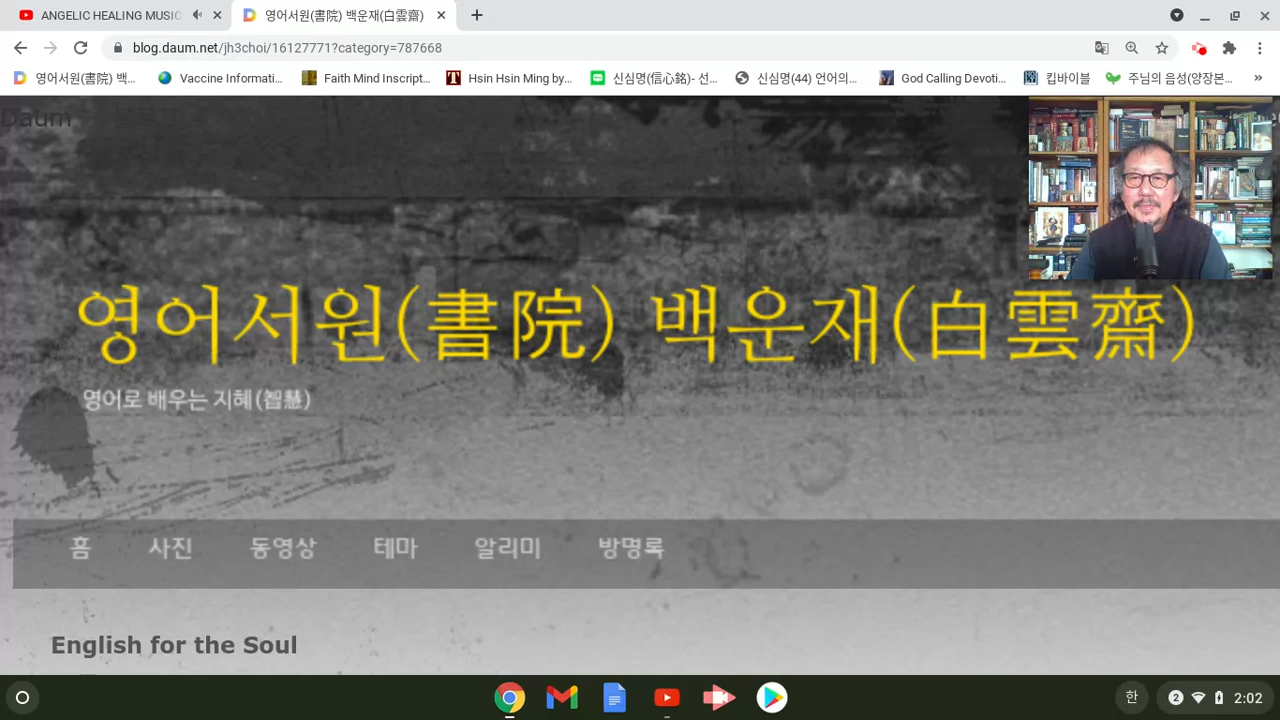 ANGELIC HEALING MUSIC
영어서원(書院) 백운재(白雲齋)
blog.daum.net/jh3choi/16127771?category=787668
영어서원(書院) 백...
Vaccine Informati...
Faith Mind Inscript...
Hsin Hsin Ming by...
신심명(信心銘)- 선...
신심명(44) 언어의...
God Calling Devoti...
킵바이블
주님의 음성(양장본...
Daum
영어서원(書院) 백운재(白雲齋)
영어로 배우는 지혜(智慧)
홈 사진 동영상 테마 알리미 방명록
English for the Soul
한 2 2:02